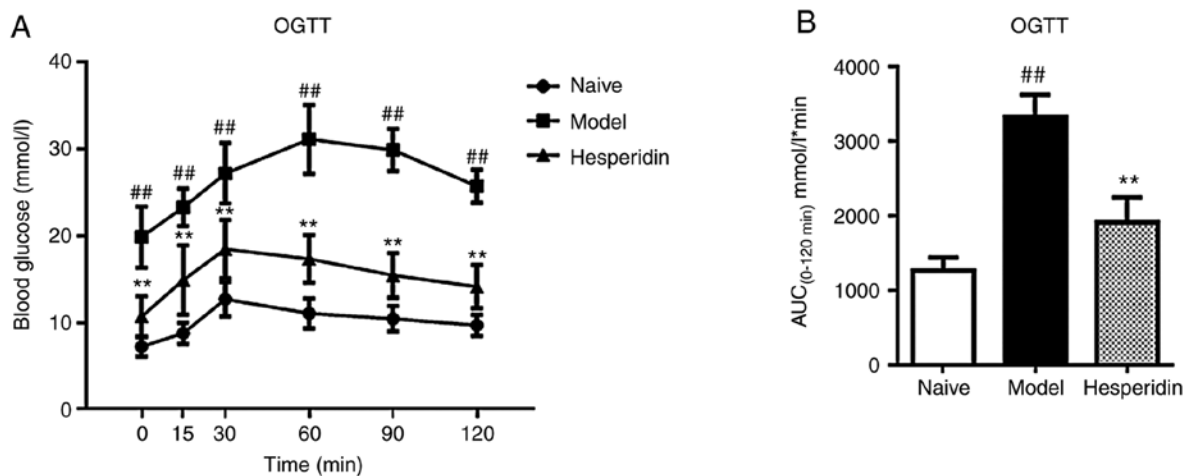 A
OGTT
Blood glucose (mmol/l)
40
30
20
10
0
## ## ## ## ## ##
** ** ** ** ** **
0 15 30 60 90 120
Time (min)
Naive
Model
Hesperidin
B
OGTT
AUC(0-120 min) mmol/l*min
4000
3000
2000
1000
0
##
**
Naive Model Hesperidin